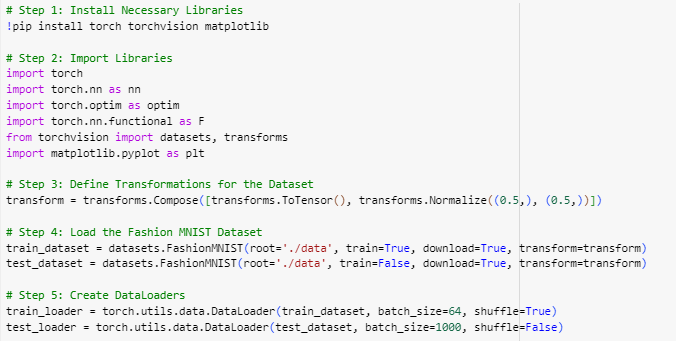 # Step 1: Install Necessary Libraries
!pip install torch torchvision matplotlib
# Step 2: Import Libraries
import torch
import torch.nn as nn
import torch.optim as optim
import torch.nn.functional as F
from torchvision import datasets, transforms
import matplotlib.pyplot as plt
# Step 3: Define Transformations for the Dataset
transform = transforms.Compose([transforms.ToTensor(), transforms.Normalize((0.5,), (0.5,))])
# Step 4: Load the Fashion MNIST Dataset
train_dataset = datasets.FashionMNIST(root='./data', train=True, download=True, transform=transform)
test_dataset = datasets.FashionMNIST(root='./data', train=False, download=True, transform=transform)
# Step 5: Create DataLoaders
train_loader = torch.utils.data.DataLoader(train_dataset, batch_size=64, shuffle=True)
test_loader = torch.utils.data.DataLoader(test_dataset, batch_size=1000, shuffle=False)